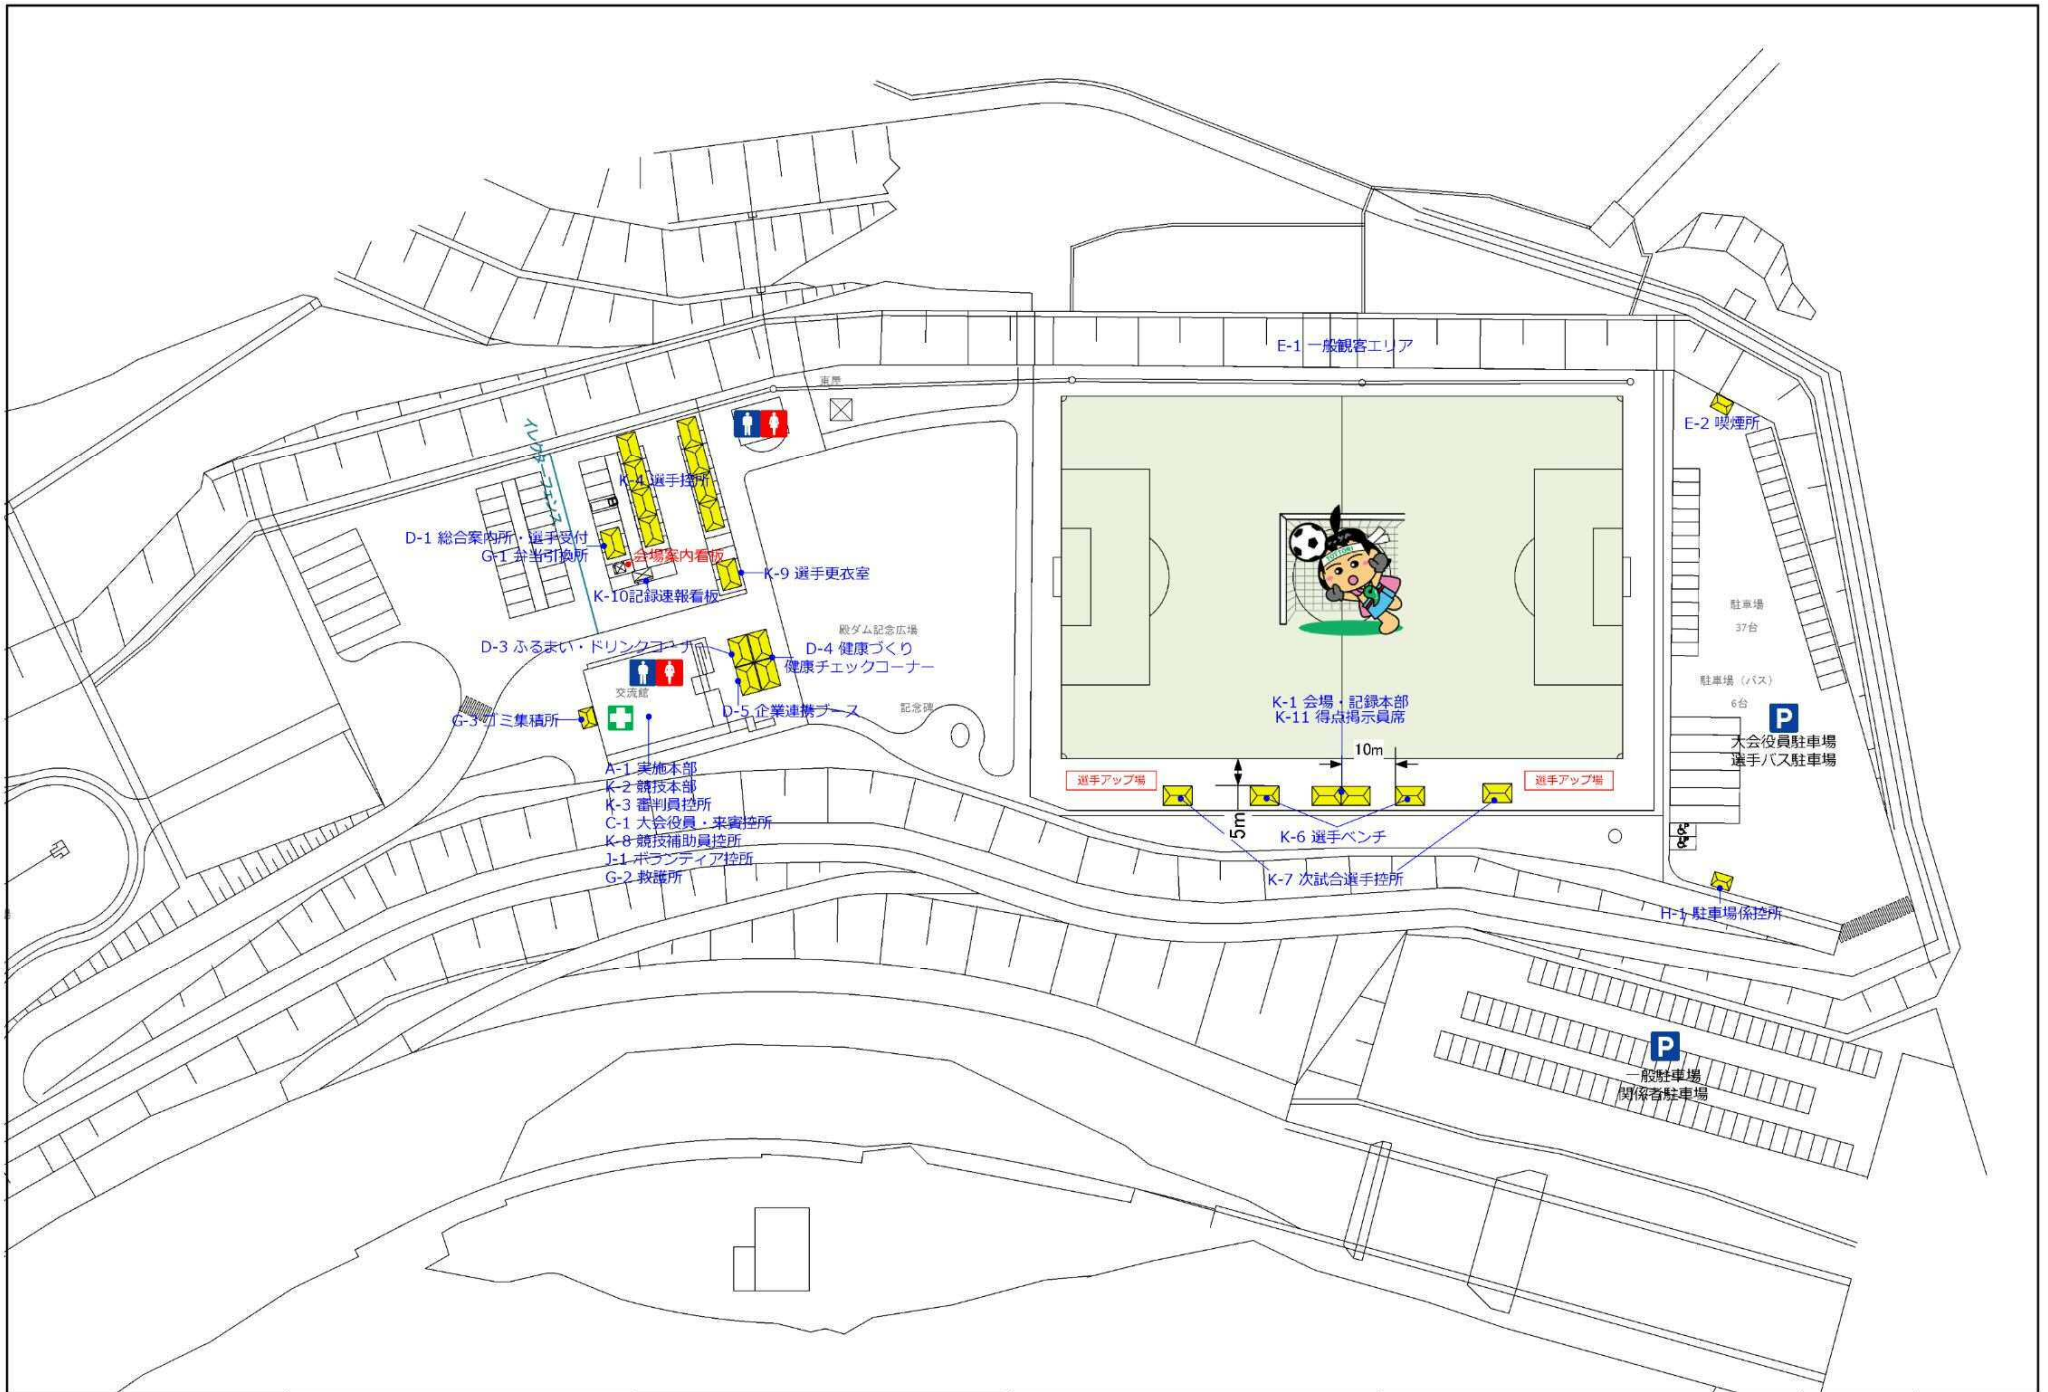 E-1 一般観客エリア
東屋
E-2 喫煙所
イレクターフェンス
K-4 選手控所
D-1 総合案内所・選手受付
G-1 弁当引換所
会場案内看板
K-9 選手更衣室
K-10記録速報看板
TOTTORI
駐車場
37台
殿ダム記念広場
D-3 ふるまい・ドリンクコーナー
D-4 健康づくり
健康チェックコーナー
交流館
駐車場（バス）
6台
P
大会役員駐車場
選手バス駐車場
G-3 ゴミ集積所
D-5 企業連携ブース
記念碑
K-1 会場・記録本部
K-11 得点掲示員席
10m
選手アップ場
選手アップ場
5m
A-1 実施本部
K-2 競技本部
K-3 審判員控所
C-1 大会役員・来賓控所
K-8 競技補助員控所
J-1 ボランティア控所
G-2 救護所
K-6 選手ベンチ
K-7 次試合選手控所
H-1 駐車場係控所
P
一般駐車場
関係者駐車場